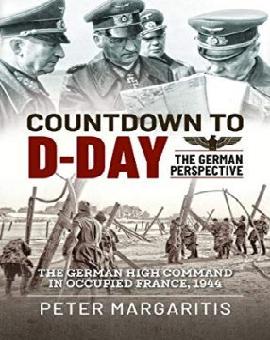 COUNTDOWN TO
D-DAY
THE GERMAN
PERSPECTIVE
THE GERMAN HIGH COMMAND
IN OCCUPIED FRANCE, 1944
PETER MARGARITIS